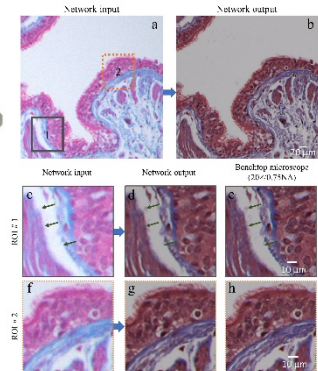 Network input
Network output
a
b
2
1
20 µm
Network input
Network output
Benchtop microscope
(20×0.75NA)
ROI # 1
c
d
e
10 µm
ROI # 2
f
g
h
10 µm